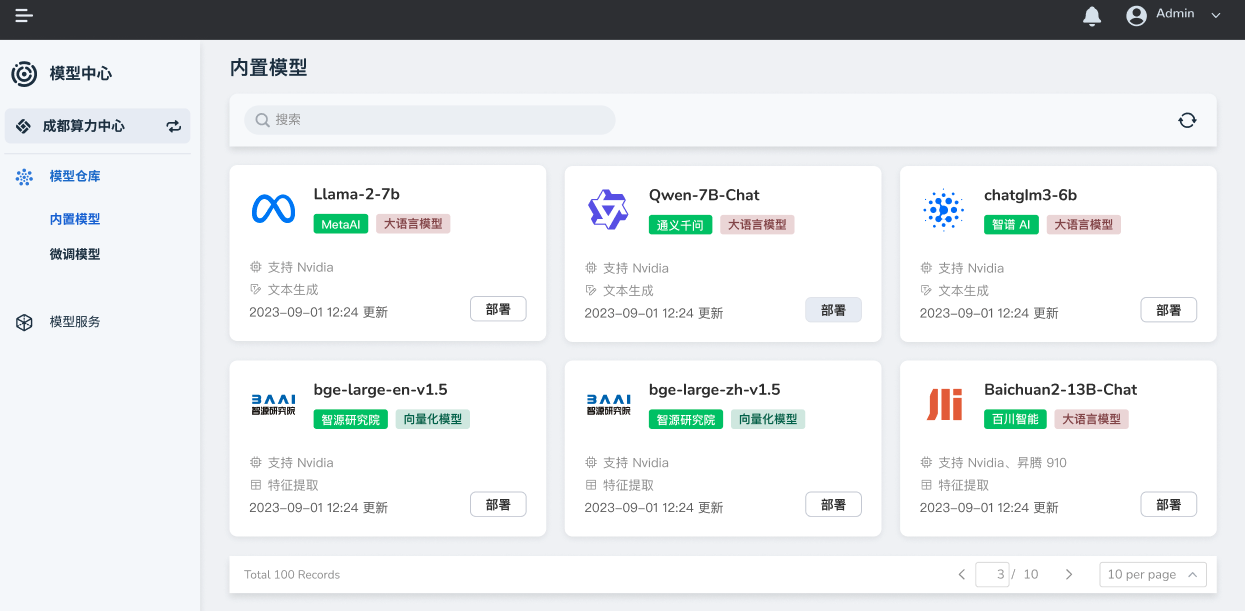 Admin
模型中心
成都算力中心
模型仓库
内置模型
微调模型
模型服务
内置模型
搜索
Llama-2-7b
MetaAI 大语言模型
支持 Nvidia
文本生成
2023-09-01 12:24 更新
部署
Qwen-7B-Chat
通义千问 大语言模型
支持 Nvidia
文本生成
2023-09-01 12:24 更新
部署
chatglm3-6b
智谱 AI 大语言模型
支持 Nvidia
文本生成
2023-09-01 12:24 更新
部署
BAAI
智源研究院
bge-large-en-v1.5
智源研究院 向量化模型
支持 Nvidia
特征提取
2023-09-01 12:24 更新
部署
BAAI
智源研究院
bge-large-zh-v1.5
智源研究院 向量化模型
支持 Nvidia
特征提取
2023-09-01 12:24 更新
部署
Baichuan2-13B-Chat
百川智能 大语言模型
支持 Nvidia、昇腾 910
特征提取
2023-09-01 12:24 更新
部署
Total 100 Records
3 / 10
10 per page